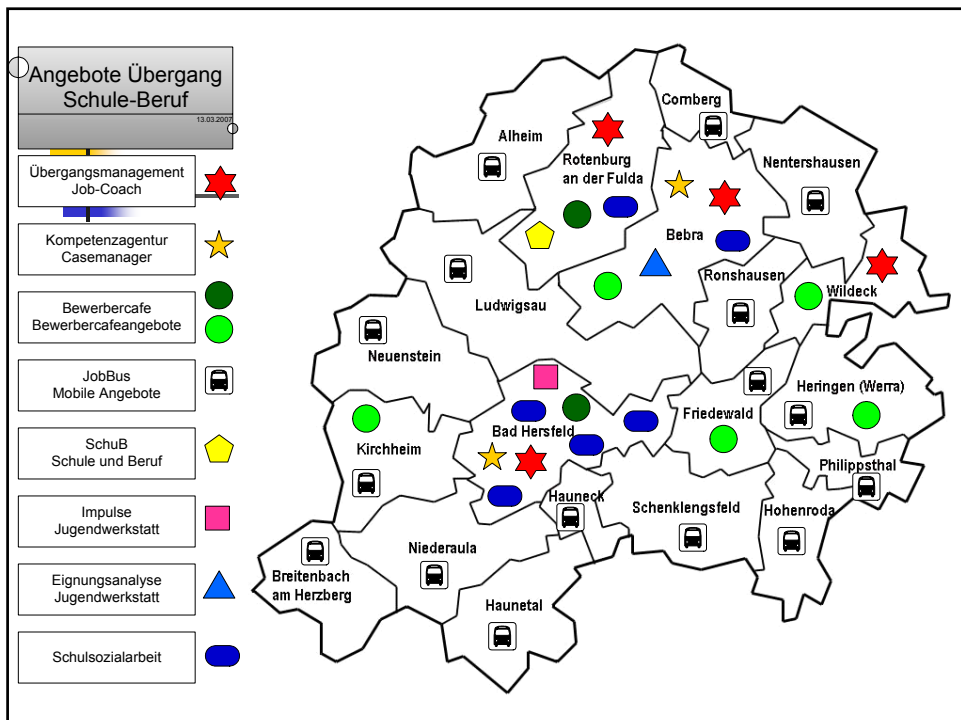 Angebote Übergang
Schule-Beruf
13.03.2007
Übergangsmanagement
Job-Coach
Kompetenzagentur
Casemanager
Bewerbercafe
Bewerbercafeangebote
JobBus
Mobile Angebote
SchuB
Schule und Beruf
Impulse
Jugendwerkstatt
Eignungsanalyse
Jugendwerkstatt
Schulsozialarbeit
Cornberg
Alheim
Rotenburg
an der Fulda
Nentershausen
Bebra
Ronshausen
Wildeck
Ludwigsau
Neuenstein
Heringen (Werra)
Friedewald
Bad Hersfeld
Kirchheim
Philippsthal
Hauneck
Schenklengsfeld
Hohenroda
Niederaula
Breitenbach
am Herzberg
Haunetal